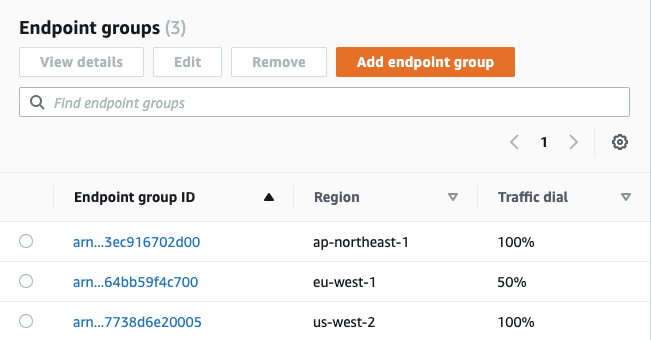 Endpoint groups (3)
View details Edit Remove Add endpoint group
Find endpoint groups
1
Endpoint group ID Region Traffic dial
arn...3ec916702d00 ap-northeast-1 100%
arn...64bb59f4c700 eu-west-1 50%
arn...7738d6e20005 us-west-2 100%